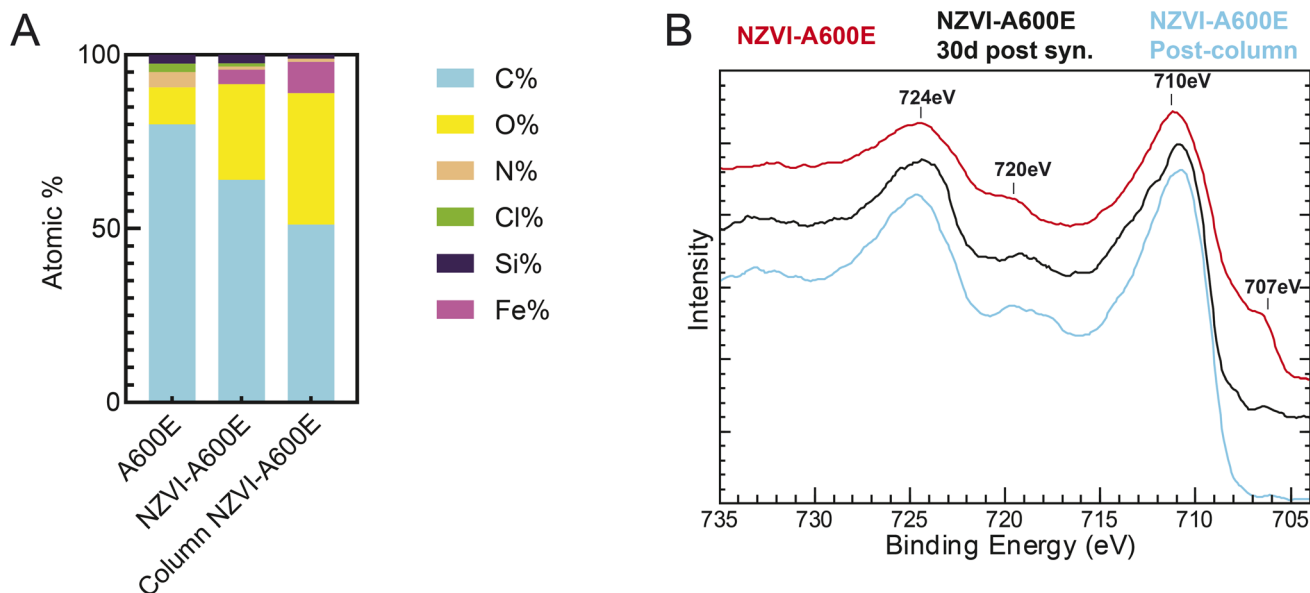 A
100
50
0
Atomic %
A600E
NZVI-A600E
Column NZVI-A600E
C%
O%
N%
Cl%
Si%
Fe%
B
NZVI-A600E
NZVI-A600E
30d post syn.
NZVI-A600E
Post-column
724eV
720eV
710eV
707eV
Intensity
735
730
725
720
715
710
705
Binding Energy (eV)